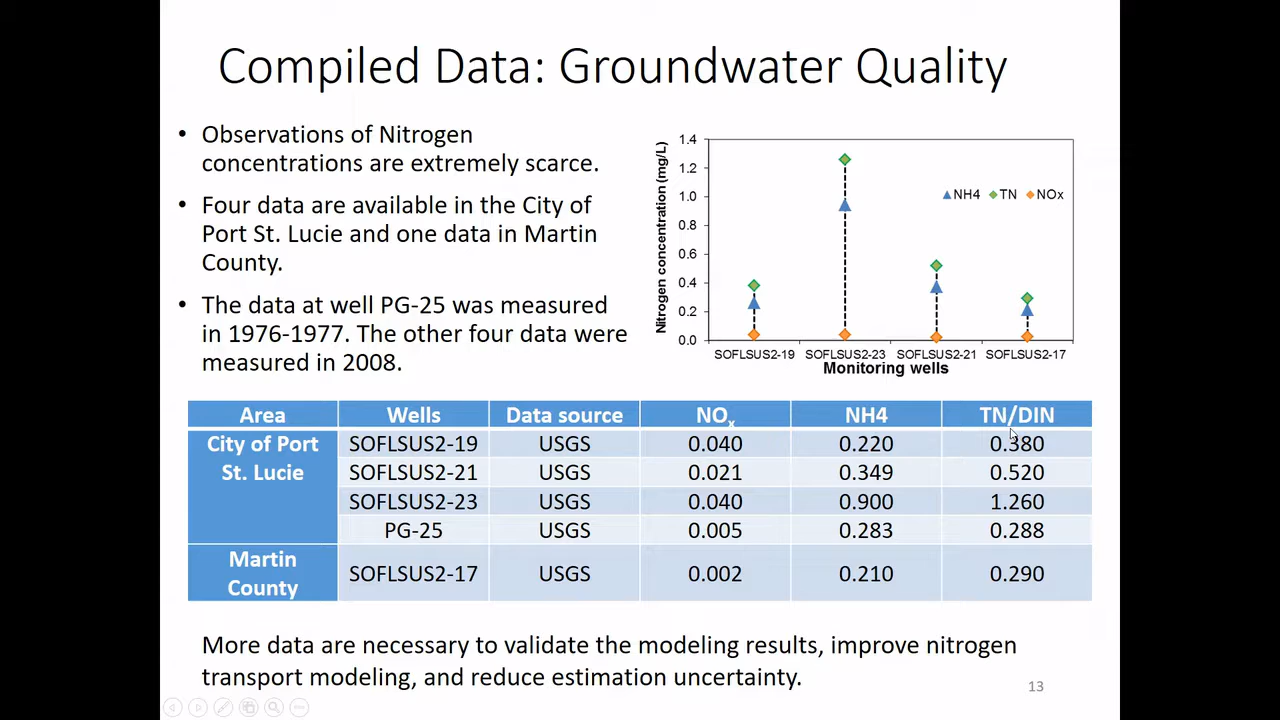 Compiled Data: Groundwater Quality
• Observations of Nitrogen
concentrations are extremely scarce.
• Four data are available in the City of
Port St. Lucie and one data in Martin
County.
• The data at well PG-25 was measured
in 1976-1977. The other four data were
measured in 2008.
Nitrogen concentration (mg/L)
1.4
1.2
1.0
0.8
0.6
0.4
0.2
0.0
NH4 TN NOx
SOFLSUS2-19 SOFLSUS2-23 SOFLSUS2-21 SOFLSUS2-17
Monitoring wells
Area Wells Data source NOx NH4 TN/DIN
City of Port St. Lucie SOFLSUS2-19 USGS 0.040 0.220 0.380
SOFLSUS2-21 USGS 0.021 0.349 0.520
SOFLSUS2-23 USGS 0.040 0.900 1.260
PG-25 USGS 0.005 0.283 0.288
Martin County SOFLSUS2-17 USGS 0.002 0.210 0.290
More data are necessary to validate the modeling results, improve nitrogen
transport modeling, and reduce estimation uncertainty.
13